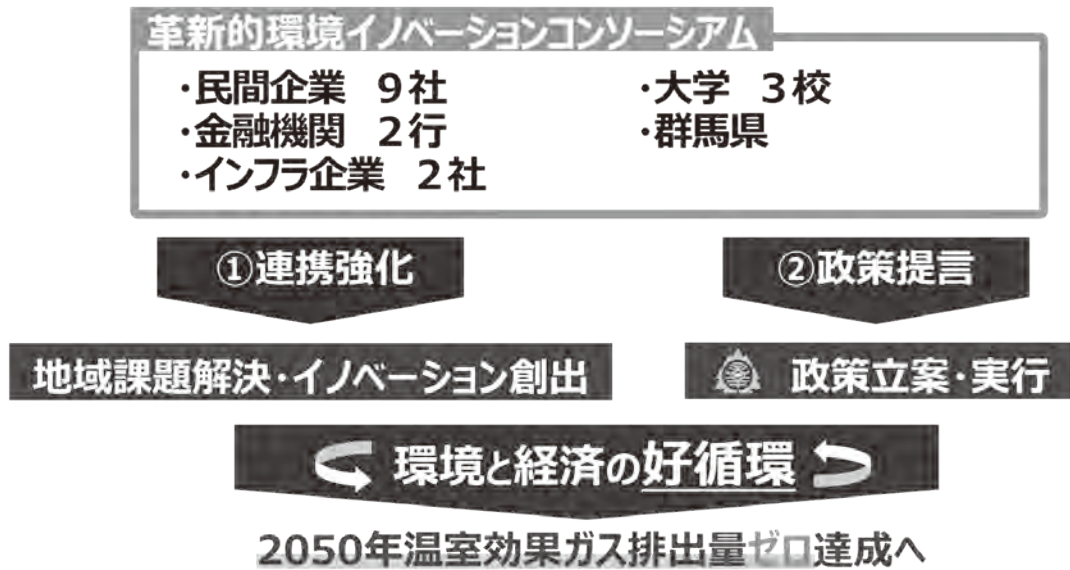 革新的環境イノベーションコンソーシアム
・民間企業 9社
・金融機関 2行
・インフラ企業 2社
・大学 3校
・群馬県
①連携強化
②政策提言
地域課題解決・イノベーション創出
政策立案・実行
環境と経済の好循環
2050年温室効果ガス排出量ゼロ達成へ